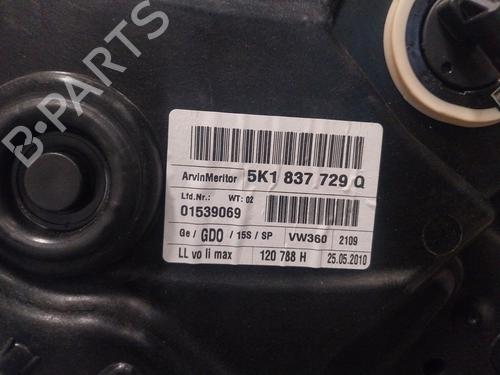 B-PARTS
ArvinMeritor 5K1 837 729 Q
Lfd.Nr.: WT: 02
01539069
Ge / GDO / 15S / SP VW360 2109
LL vo li max 120 788 H 25.05.2010